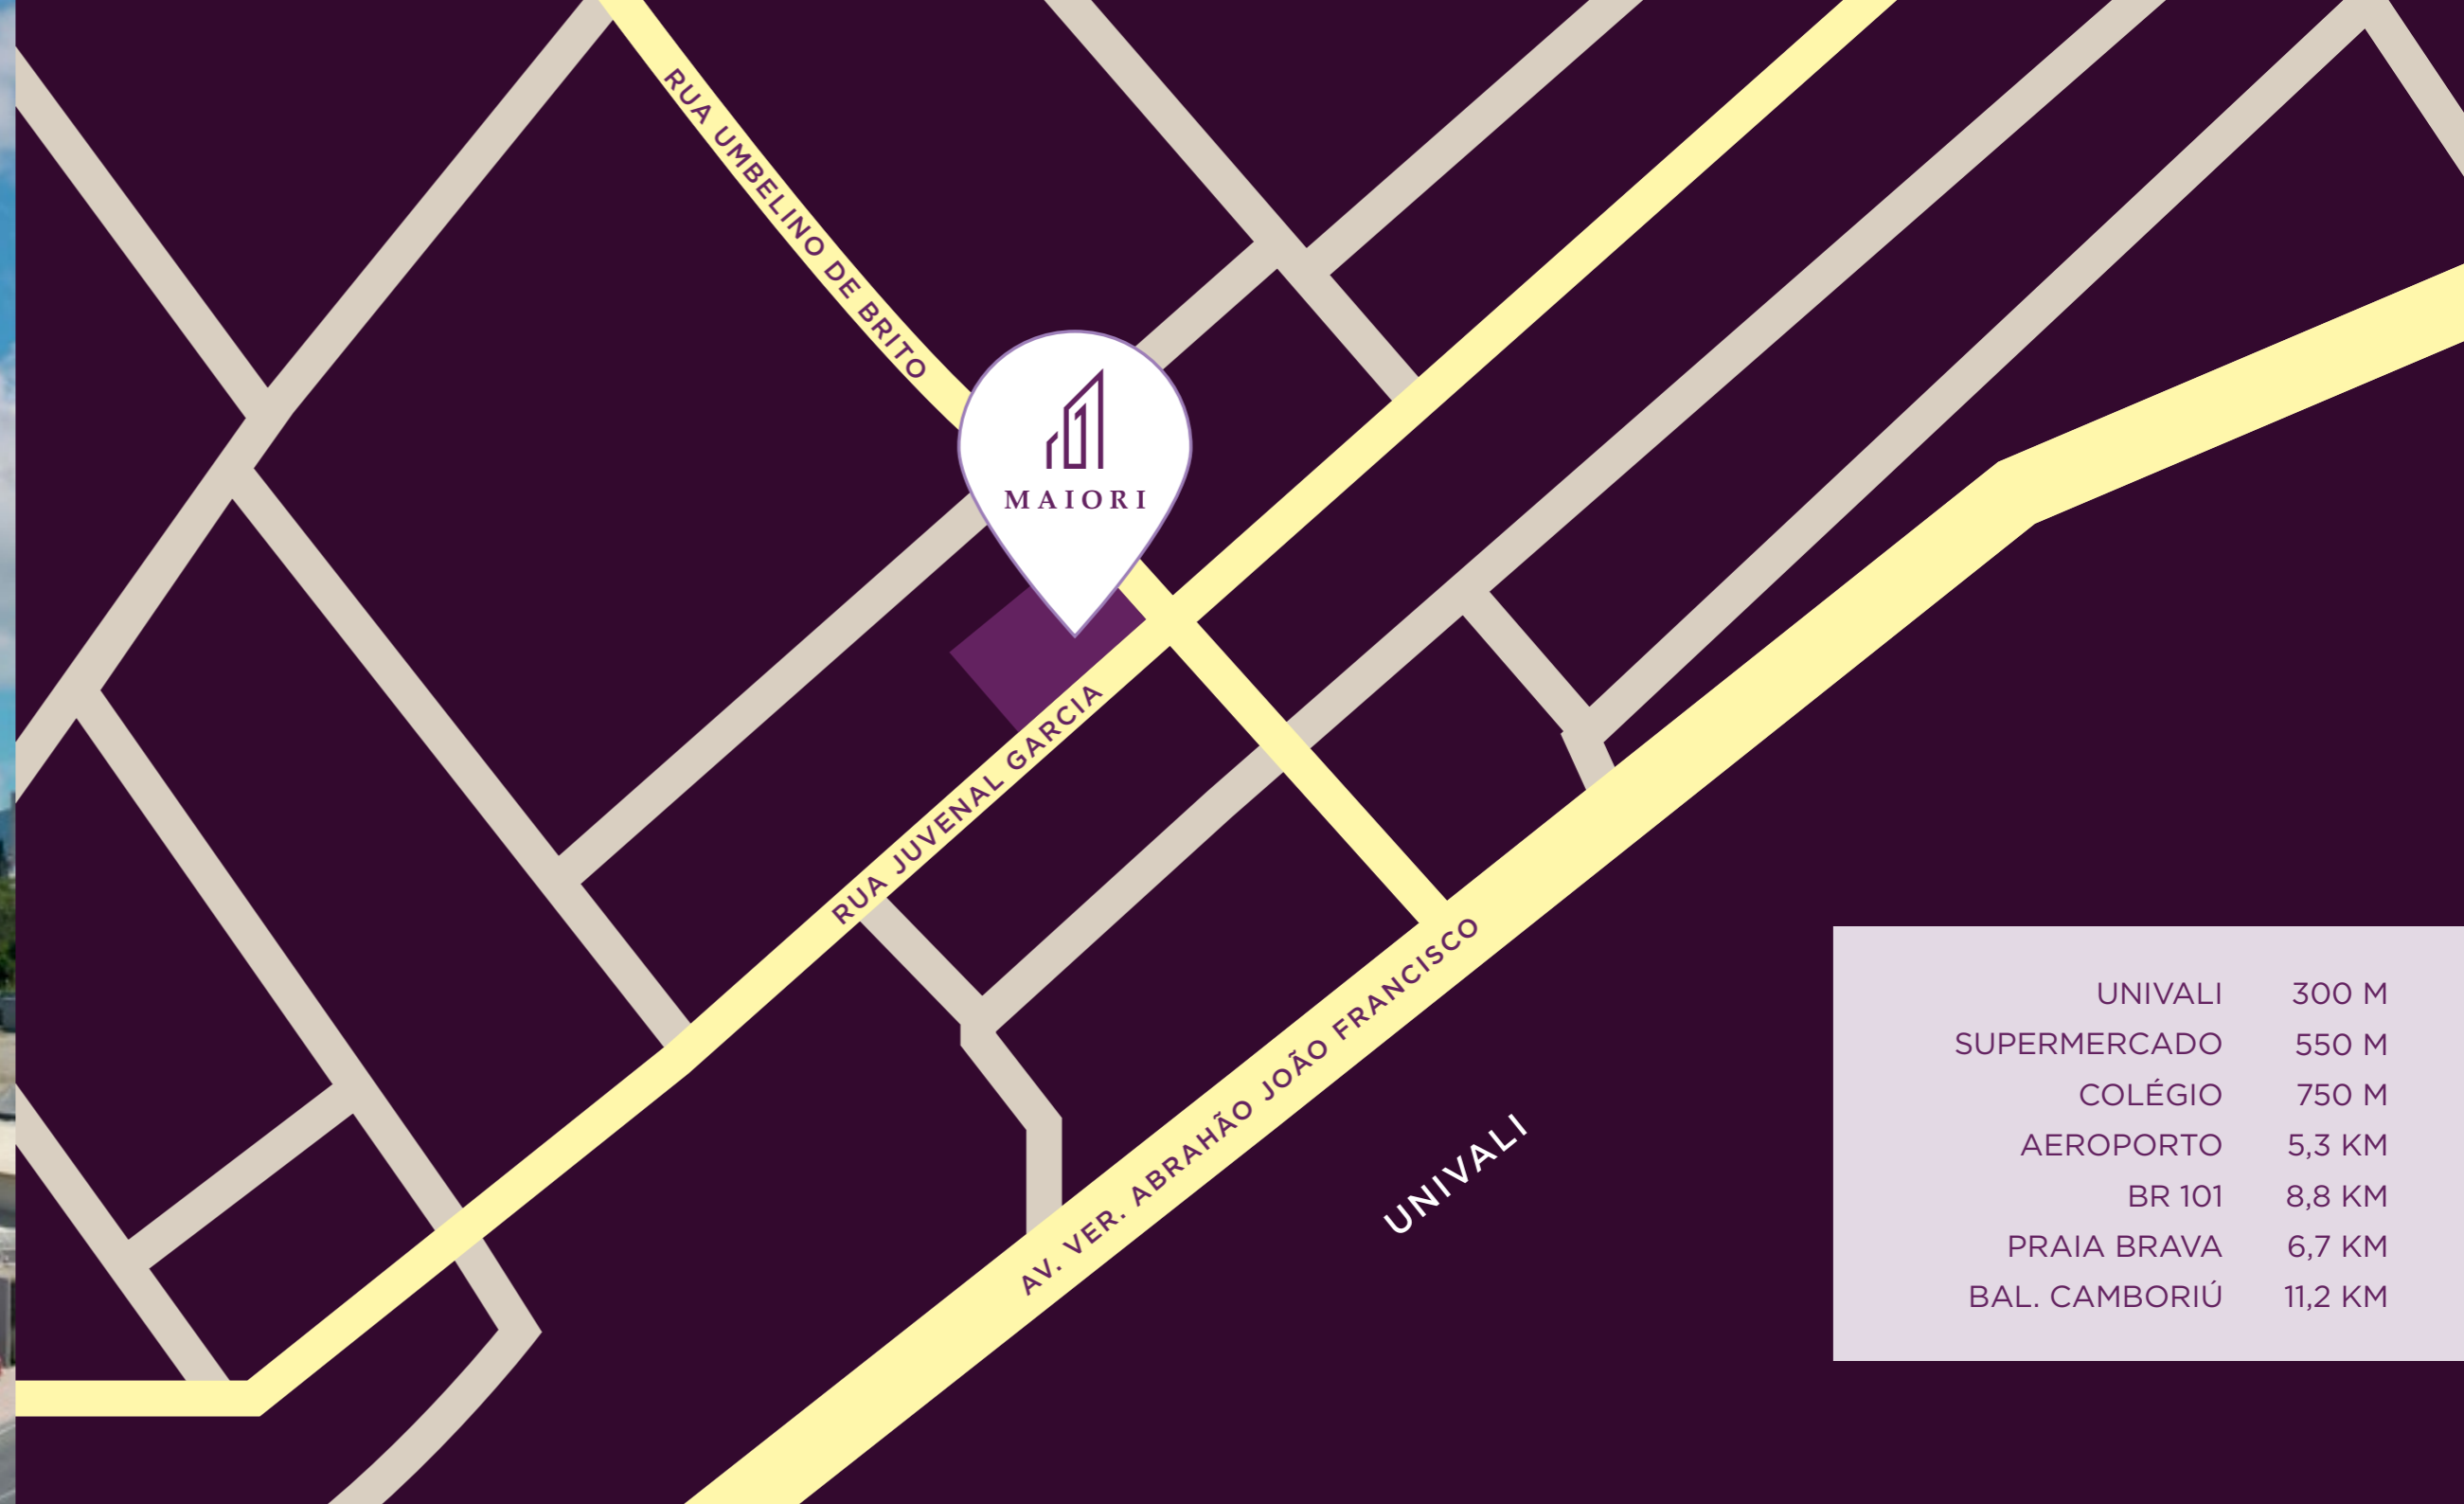 RUA UMBELINO DE BRITO
MAIORI
RUA JUVENAL GARCIA
AV. VER. ABRAHÃO JOÃO FRANCISCO
UNIVALI
UNIVALI 300 M
SUPERMERCADO 550 M
COLÉGIO 750 M
AEROPORTO 5,3 KM
BR 101 8,8 KM
PRAIA BRAVA 6,7 KM
BAL. CAMBORIÚ 11,2 KM